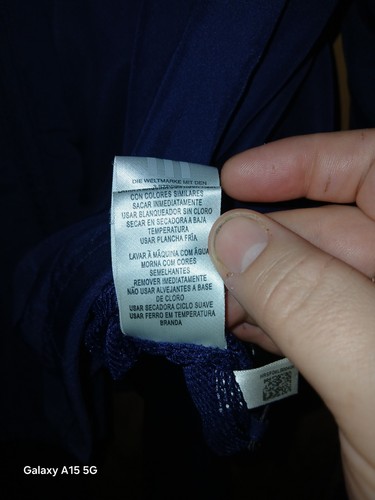 DIE WELTMARKE MIT DEN
CON COLORES SIMILARES
SACAR INMEDIATAMENTE
USAR BLANQUEADOR SIN CLORO
SECAR EN SECADORA A BAJA
TEMPERATURA
USAR PLANCHA FRÍA
LAVAR À MÁQUINA COM ÁGUA
MORNA COM CORES
SEMELHANTES
REMOVER IMEDIATAMENTE
NÃO USAR ALVEJANTES A BASE
DE CLORO
USAR SECADORA CICLO SUAVE
USAR FERRO EM TEMPERATURA
BRANDA
Galaxy A15 5G